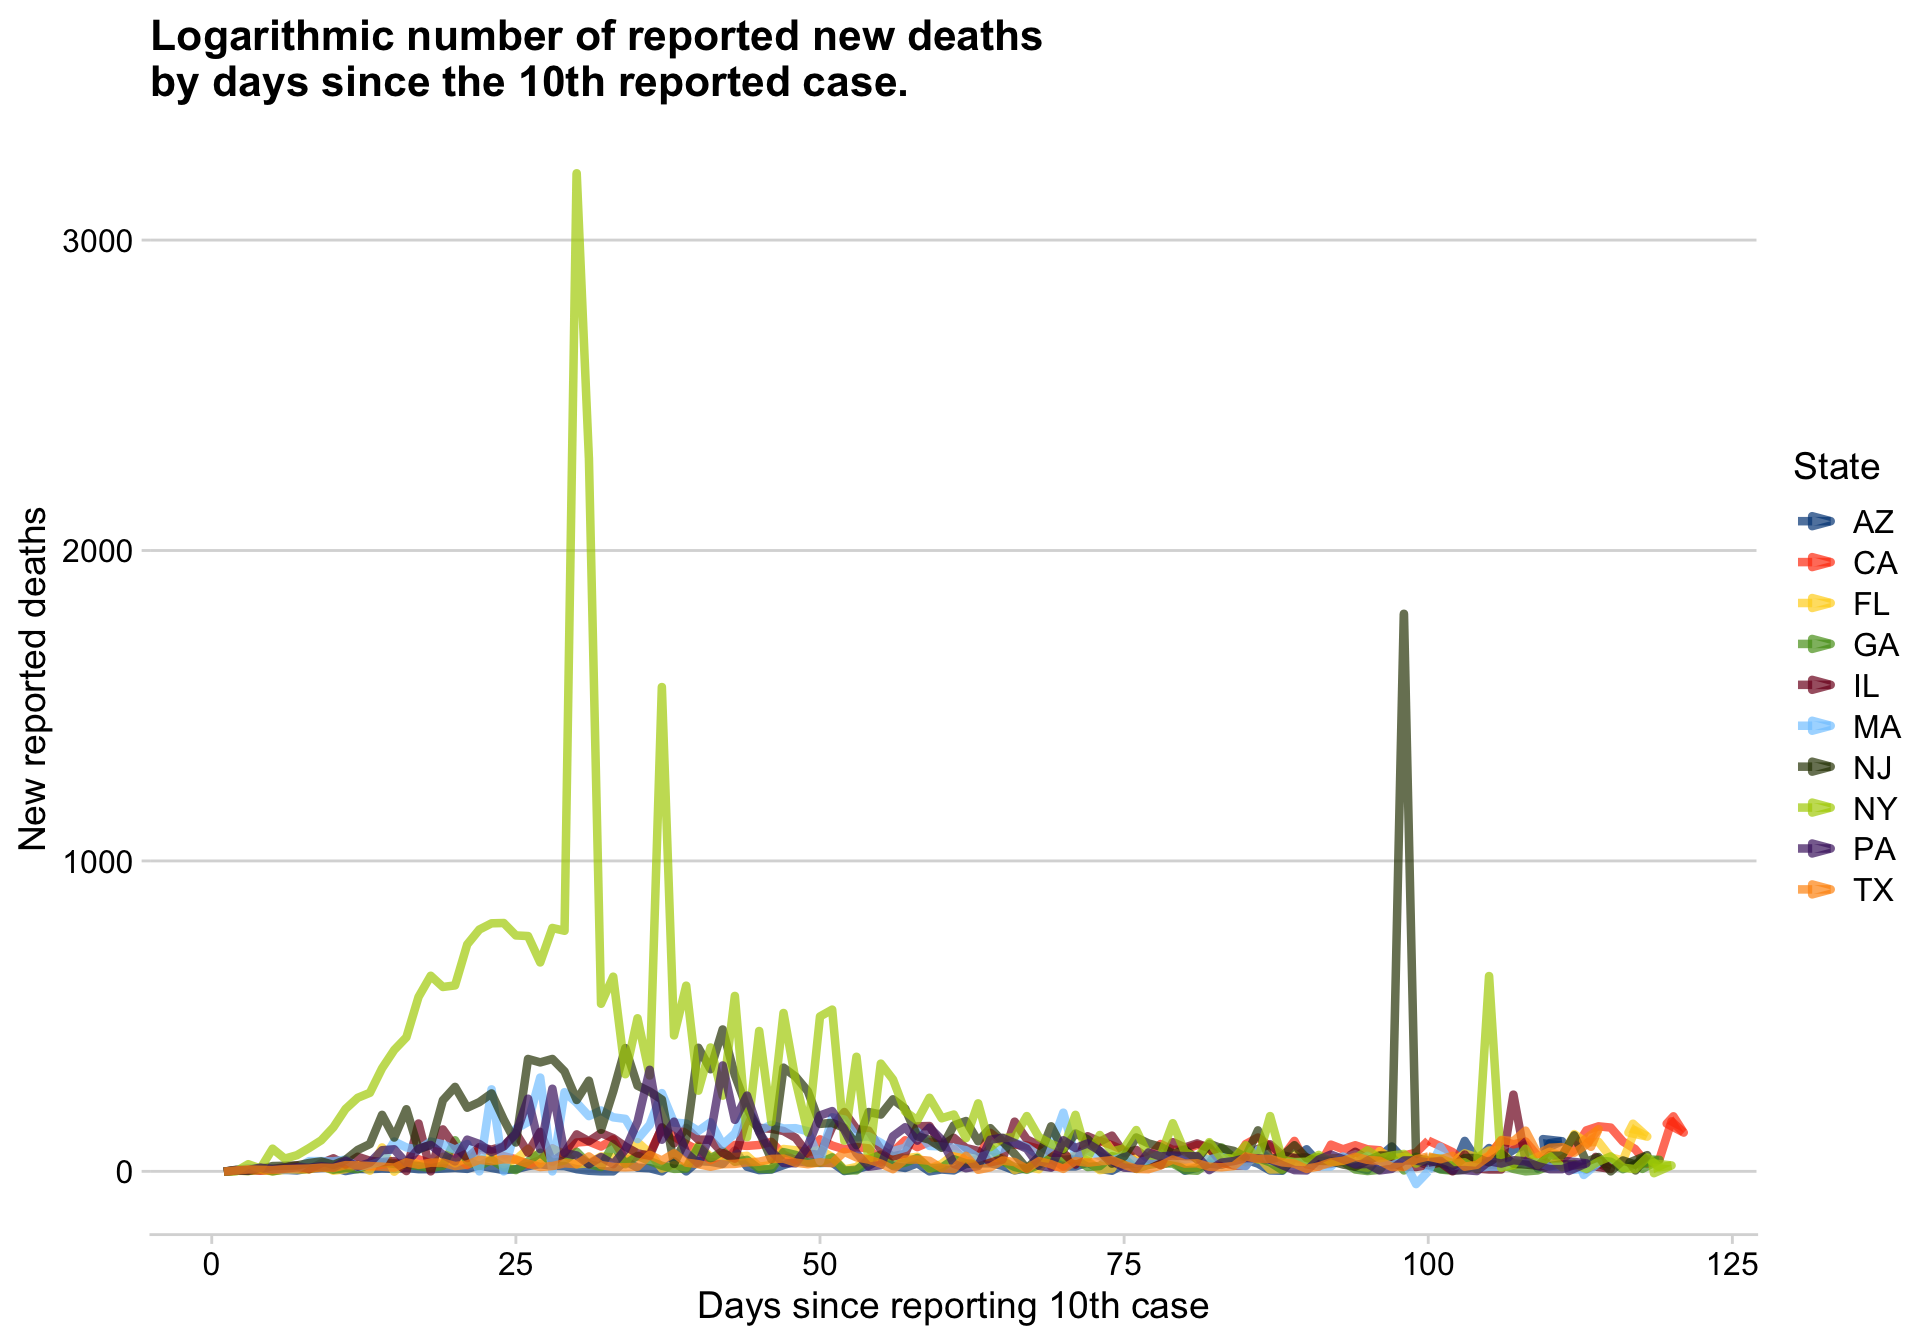 Logarithmic number of reported new deaths
by days since the 10th reported case.
New reported deaths
3000
2000
1000
0
0
25
50
75
100
125
Days since reporting 10th case
State
AZ
CA
FL
GA
IL
MA
NJ
NY
PA
TX